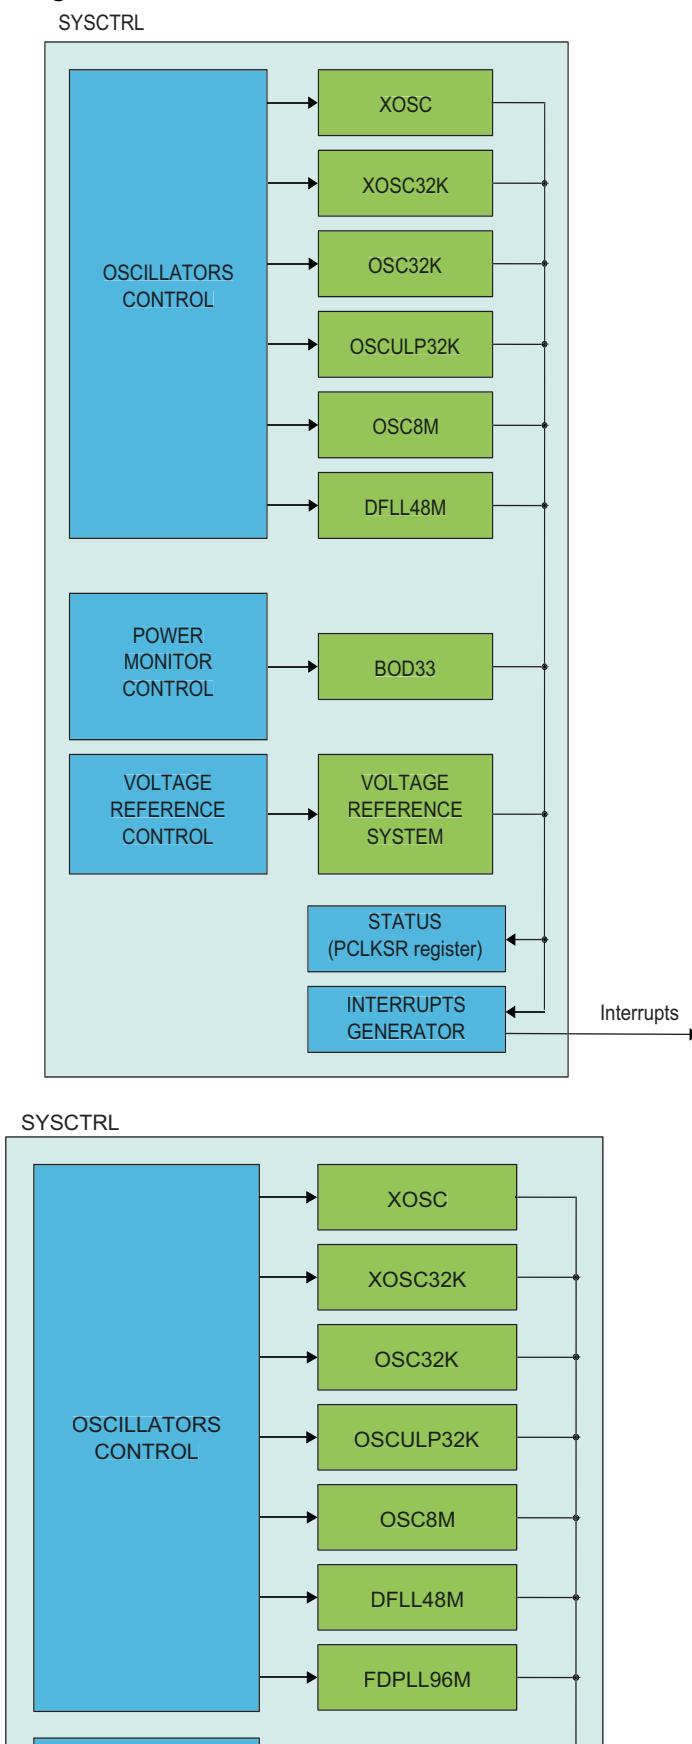 SYSCTRL
XOSC
XOSC32K
OSC32K
OSCILLATORS
CONTROL
OSCULP32K
OSC8M
DFLL48M
POWER
MONITOR
CONTROL
BOD33
VOLTAGE
REFERENCE
CONTROL
VOLTAGE
REFERENCE
SYSTEM
STATUS
(PCLKSR register)
INTERRUPTS
GENERATOR
Interrupts
SYSCTRL
XOSC
XOSC32K
OSC32K
OSCILLATORS
CONTROL
OSCULP32K
OSC8M
DFLL48M
FDPLL96M